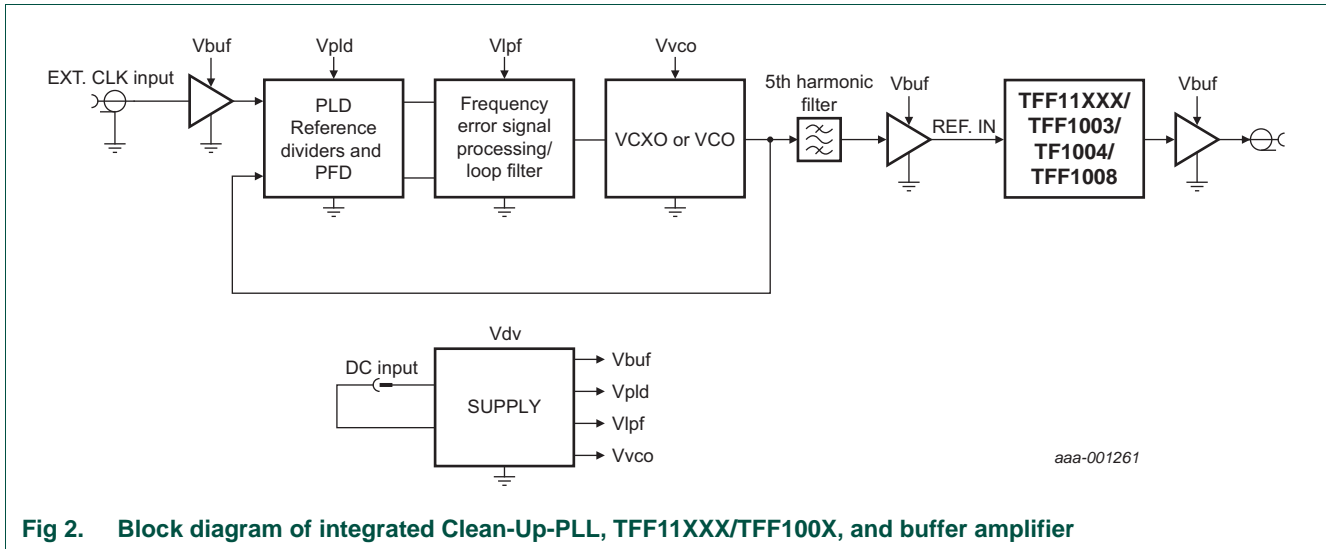 Vbuf
Vpld
Vlpf
Vvco
EXT. CLK input
PLD
Reference
dividers and
PFD
Frequency
error signal
processing/
loop filter
VCXO or VCO
5th harmonic
filter
Vbuf
REF. IN
TFF11XXX/
TFF1003/
TF1004/
TFF1008
Vbuf
Vdv
DC input
SUPPLY
Vbuf
Vpld
Vlpf
Vvco
aaa-001261
Fig 2. Block diagram of integrated Clean-Up-PLL, TFF11XXX/TFF100X, and buffer amplifier